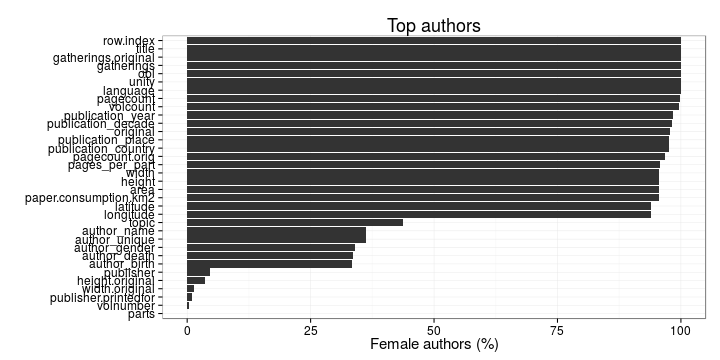 Top authors
row.index
title
gatherings.original
gatherings
obl
unity
language
pagecount
volcount
publication_year
publication_decade
original
publication_place
publication_country
pagecount.orig
pages_per_part
width
height
area
paper.consumption.km2
latitude
longitude
topic
author_name
author_unique
author_gender
author_death
author_birth
publisher
height.original
width.original
publisher.printedfor
volnumber
parts
0 25 50 75 100
Female authors (%)